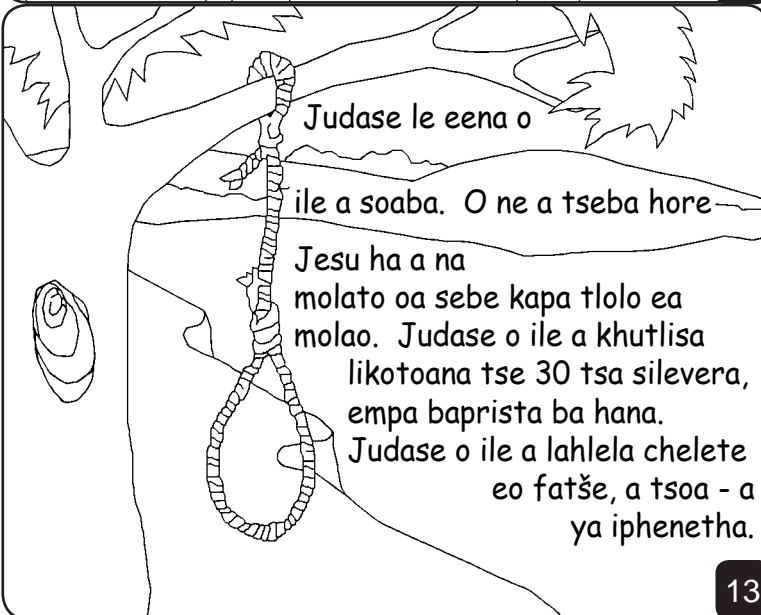 Judase le eena o
ile a soaba. O ne a tseba hore
Jesu ha a na
molato oa sebe kapa tlolo ea
molao. Judase o ile a khutlisa
likotoana tse 30 tsa silevera,
empa baprista ba hana.
Judase o ile a lahlela chelete
eo fatše, a tsoa - a
ya iphenetha.
13